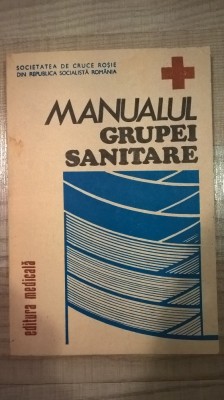 SOCIETATEA DE CRUCE ROȘIE
DIN REPUBLICA SOCIALISTĂ ROMÂNIA
MANUALUL
GRUPEI
SANITARE
editura medicală